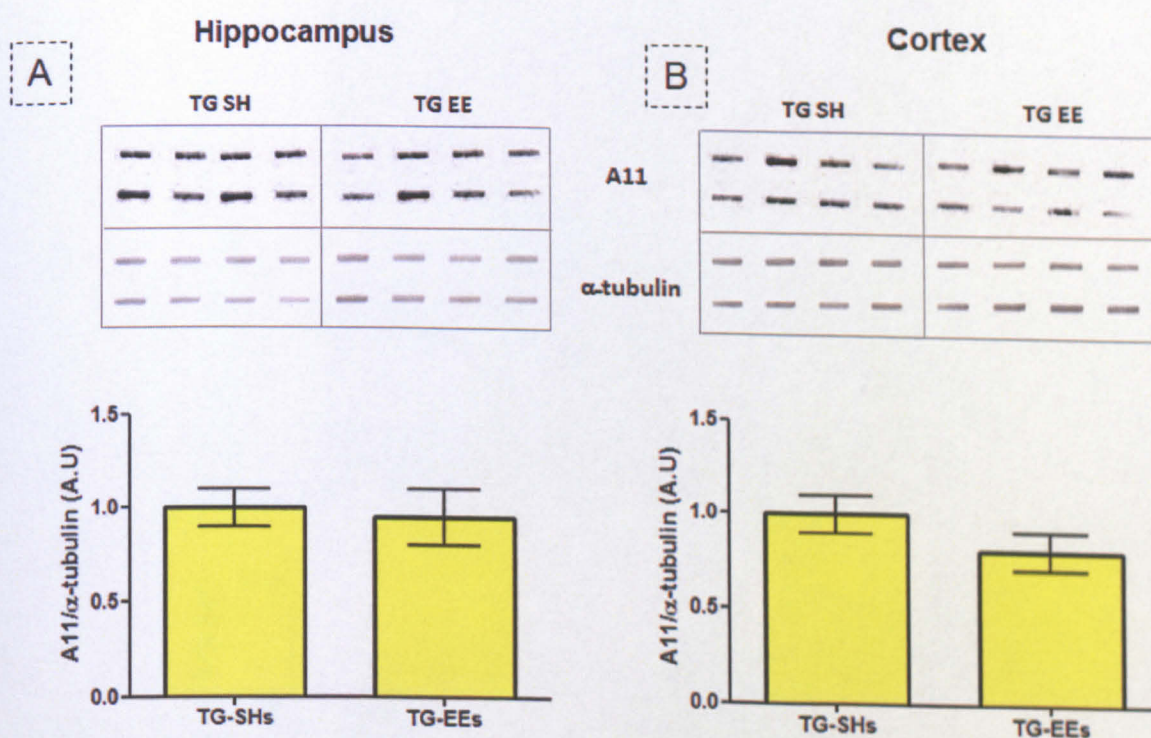 Hippocampus
A
TG SH TG EE
Cortex
B
TG SH TG EE
A11
α-tubulin
A11/α-tubulin (A.U)
1.5
1.0
0.5
0.0
TG-SHs TG-EEs
A11/α-tubulin (A.U)
1.5
1.0
0.5
0.0
TG-SHs TG-EEs